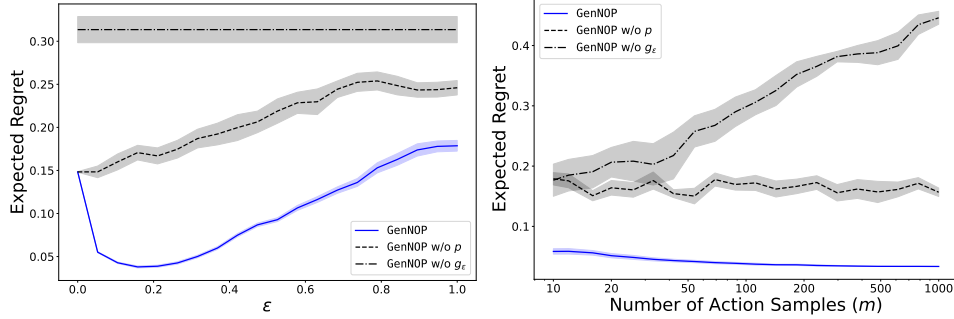 Expected Regret
0.30
0.25
0.20
0.15
0.10
0.05
0.0
0.2
0.4
0.6
0.8
1.0
ε
GenNOP
GenNOP w/o p
GenNOP w/o gε
Expected Regret
0.4
0.3
0.2
0.1
10
20
50
100
200
500
1000
Number of Action Samples (m)
GenNOP
GenNOP w/o p
GenNOP w/o gε